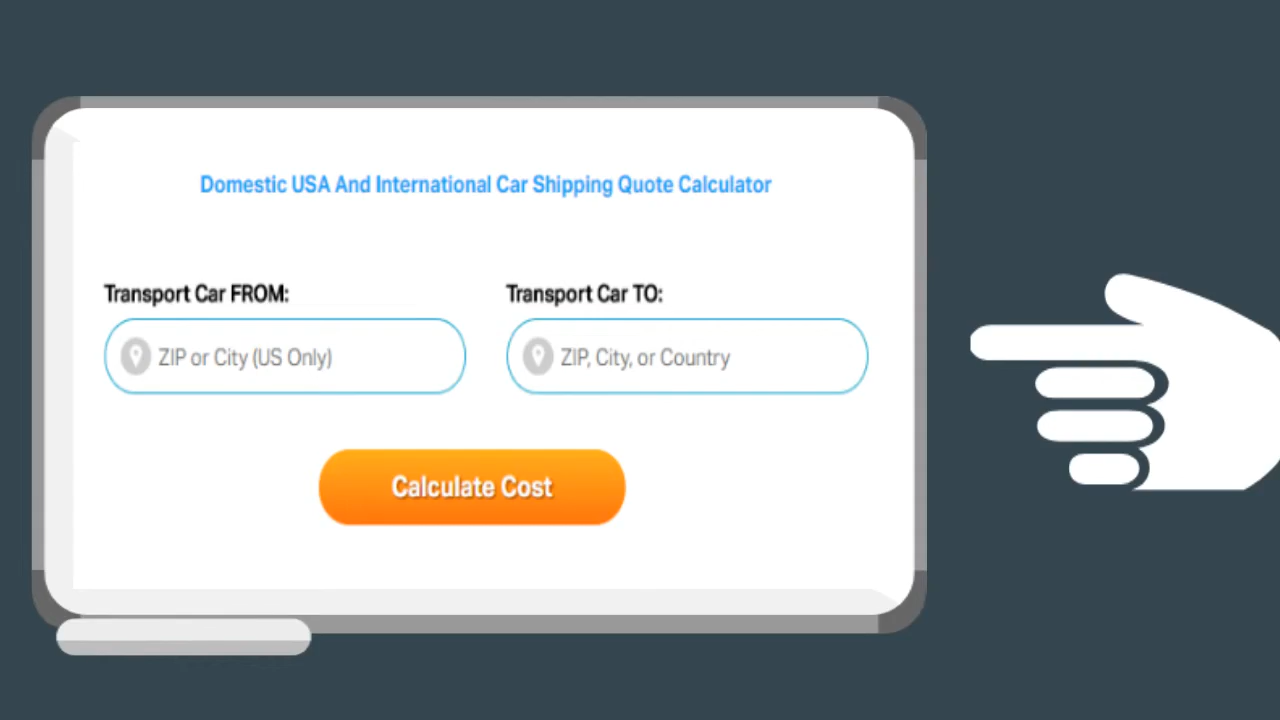 Domestic USA And International Car Shipping Quote Calculator
Transport Car FROM:
Transport Car TO:
ZIP or City (US Only)
ZIP, City, or Country
Calculate Cost